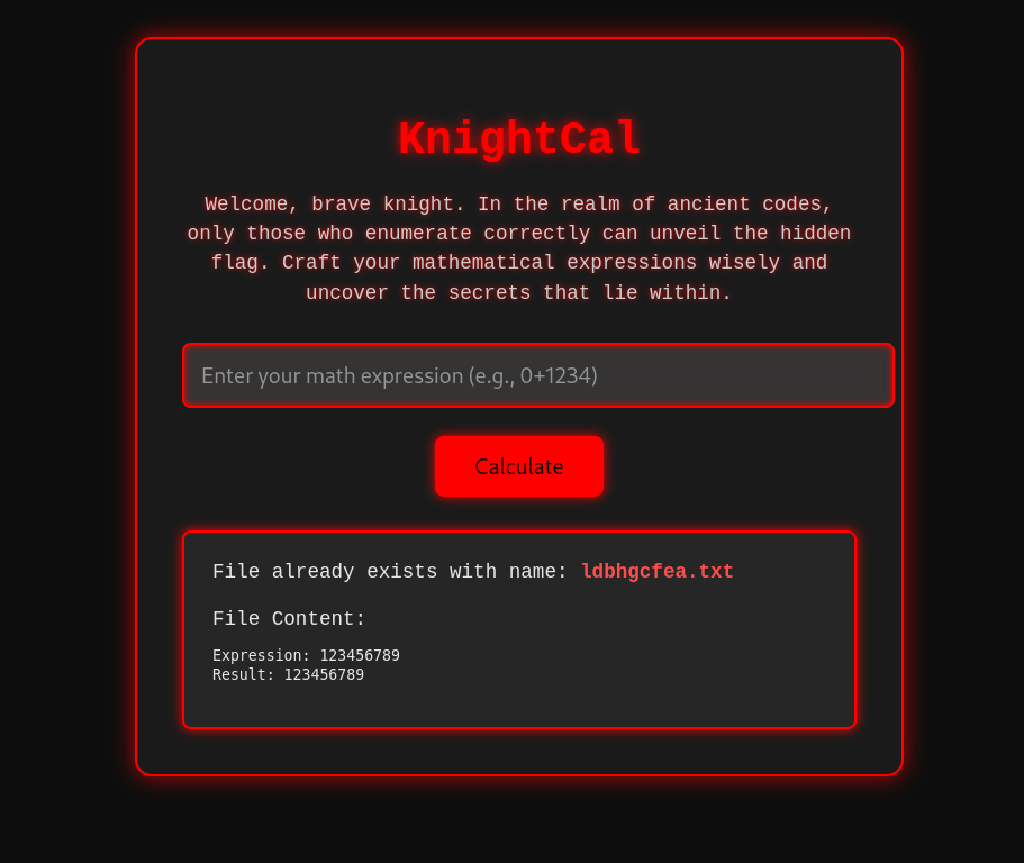 KnightCal
Welcome, brave knight. In the realm of ancient codes,
only those who enumerate correctly can unveil the hidden
flag. Craft your mathematical expressions wisely and
uncover the secrets that lie within.
Enter your math expression (e.g., 0+1234)
Calculate
File already exists with name: ldbhgcfea.txt
File Content:
Expression: 123456789
Result: 123456789